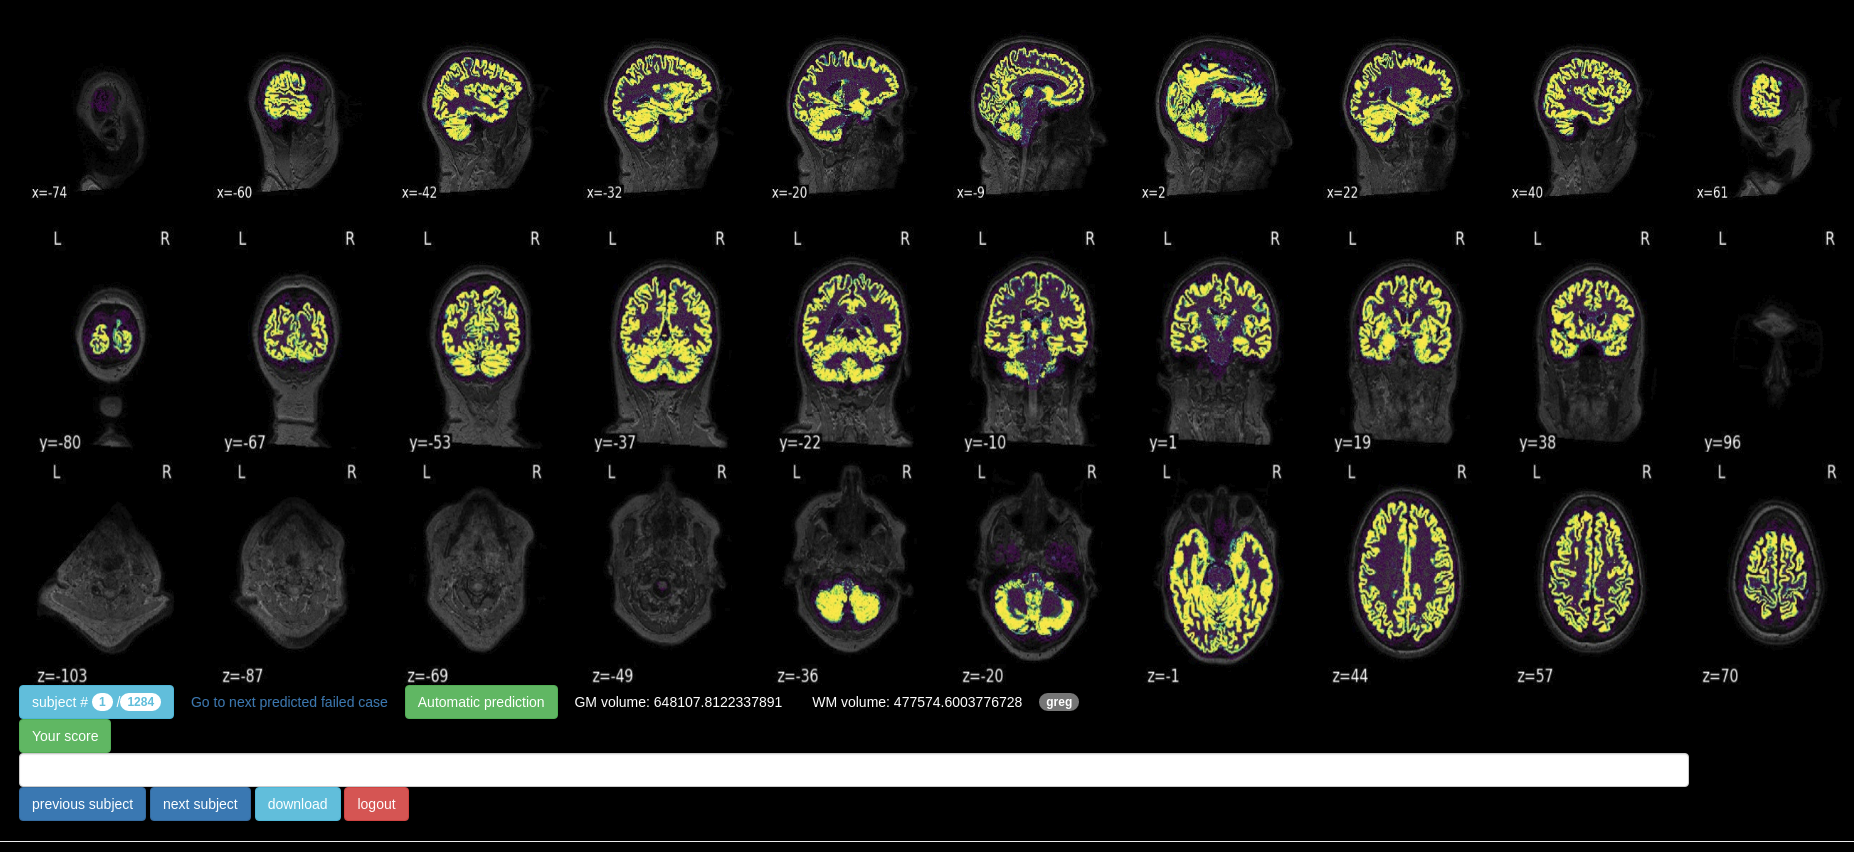 x=-74 x=-60 x=-42 x=-32 x=-20 x=-9 x=2 x=22 x=40 x=61
L R L R L R L R L R L R L R L R L R L R
y=-80 y=-67 y=-53 y=-37 y=-22 y=-10 y=1 y=19 y=38 y=96
L R L R L R L R L R L R L R L R L R L R
z=-103 z=-87 z=-69 z=-49 z=-36 z=-20 z=-1 z=44 z=57 z=70
subject # 1 /1284 Go to next predicted failed case Automatic prediction GM volume: 648107.8122337891 WM volume: 477574.6003776728 greg
Your score
previous subject next subject download logout